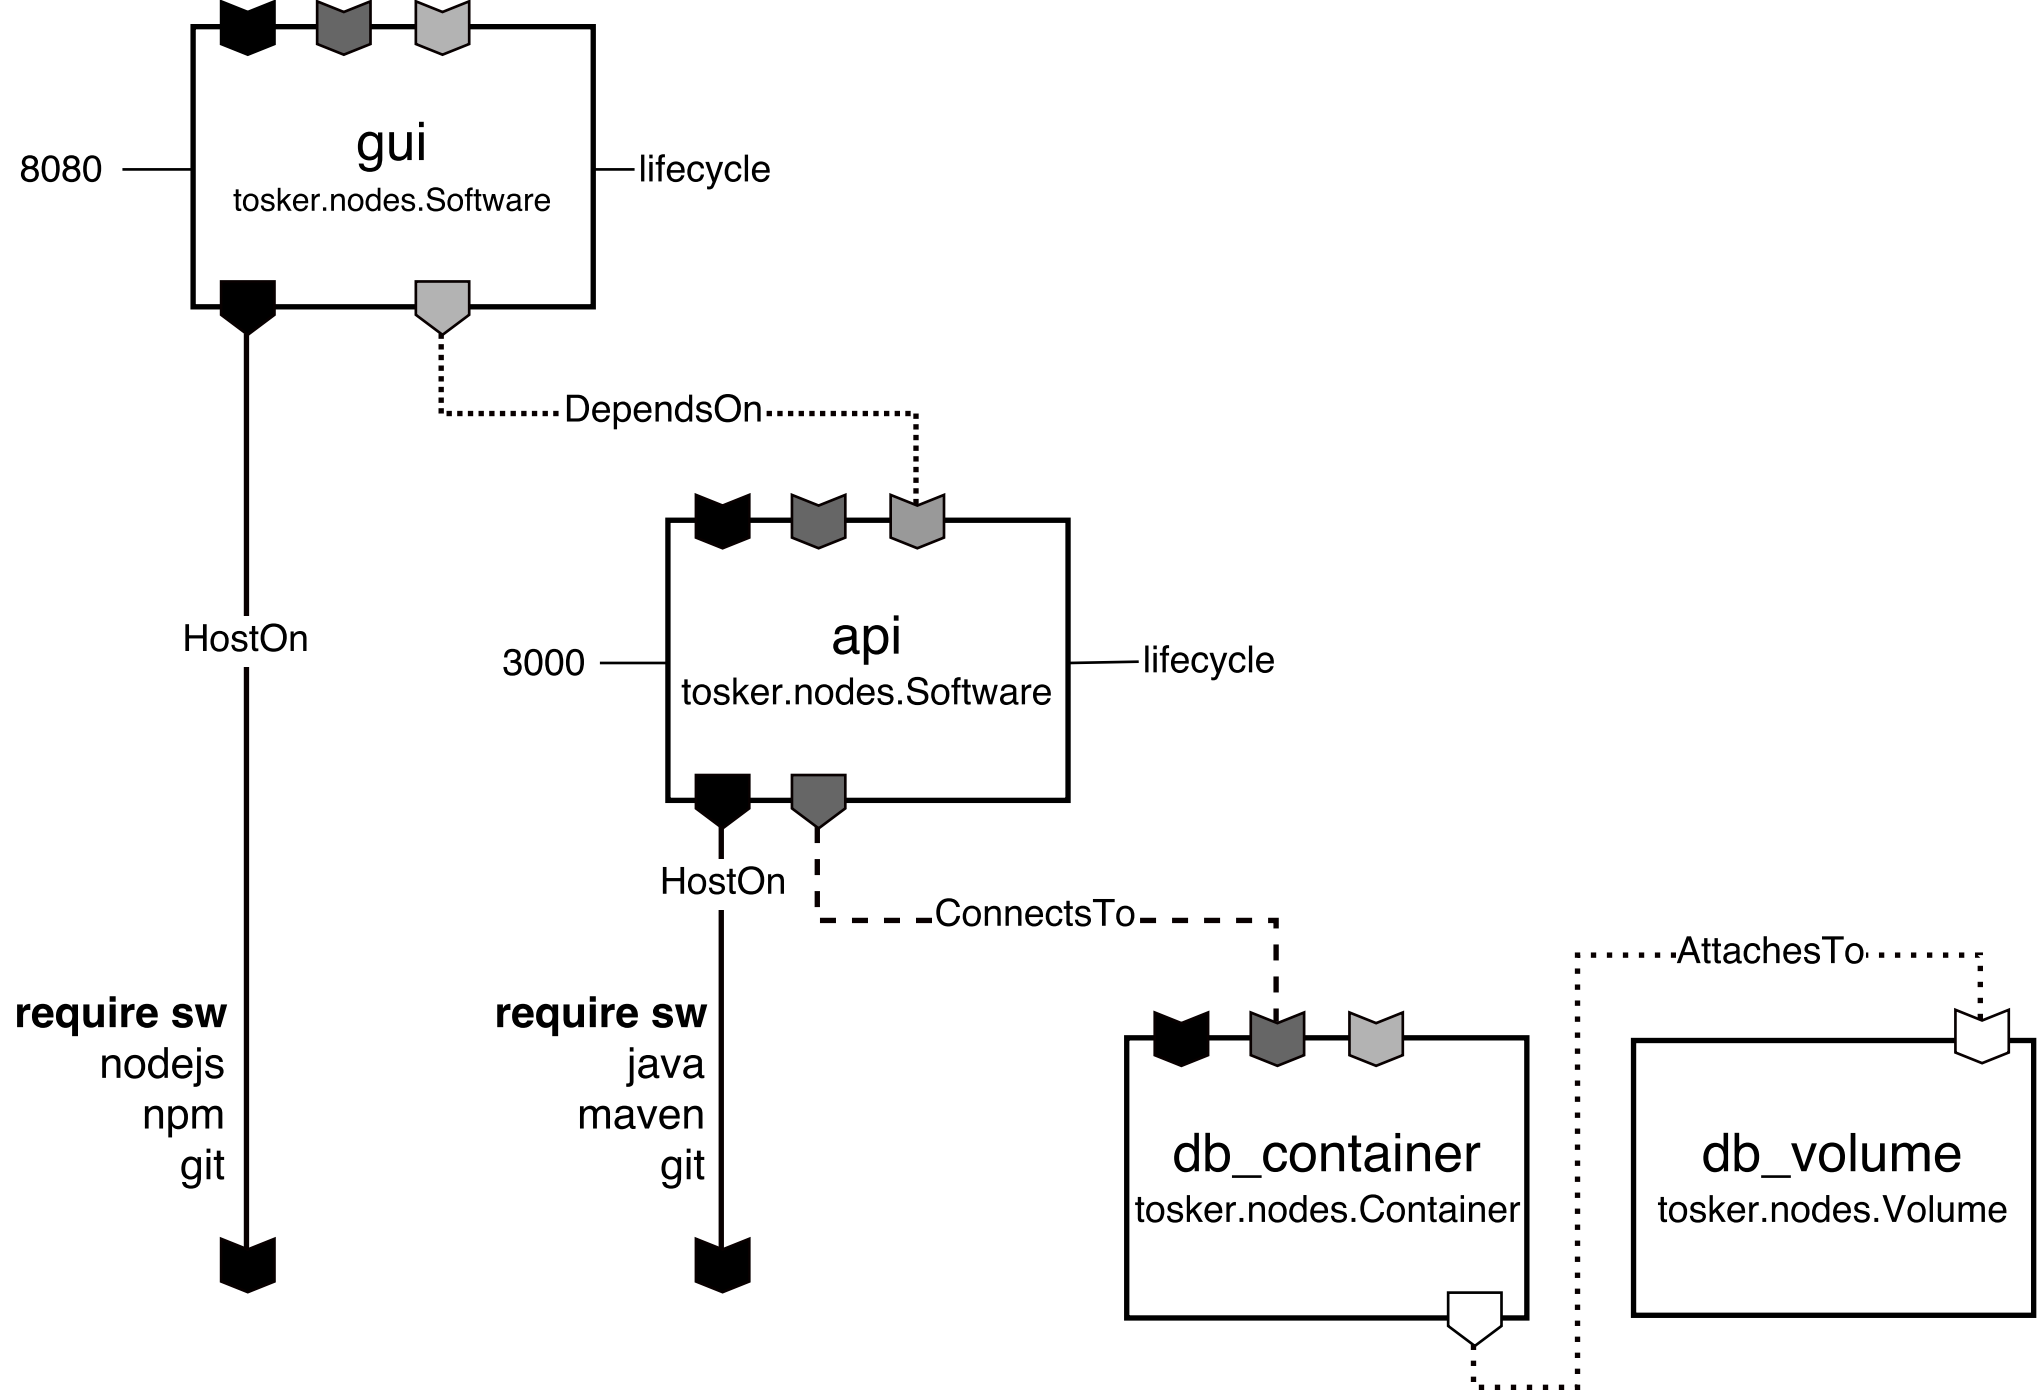 gui
8080
lifecycle
tosker.nodes.Software
DependsOn
HostOn
api
3000
lifecycle
tosker.nodes.Software
HostOn
ConnectsTo
AttachesTo
require sw
nodejs
npm
git
require sw
java
maven
git
db_container
tosker.nodes.Container
db_volume
tosker.nodes.Volume